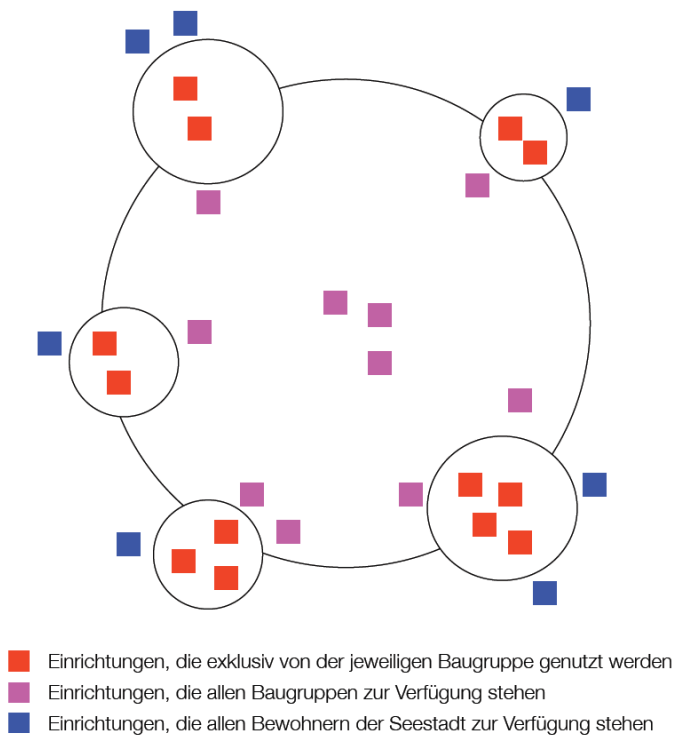 Einrichtungen, die exklusiv von der jeweiligen Baugruppe genutzt werden
Einrichtungen, die allen Baugruppen zur Verfügung stehen
Einrichtungen, die allen Bewohnern der Seestadt zur Verfügung stehen